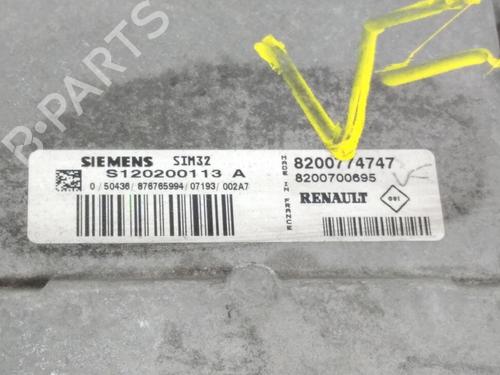 B-PARTS
SIEMENS SIM32
S120200113 A
0 / 50436 / 876765994 / 07193 / 002A7
MADE IN FRANCE
8200774747
8200700695
RENAULT